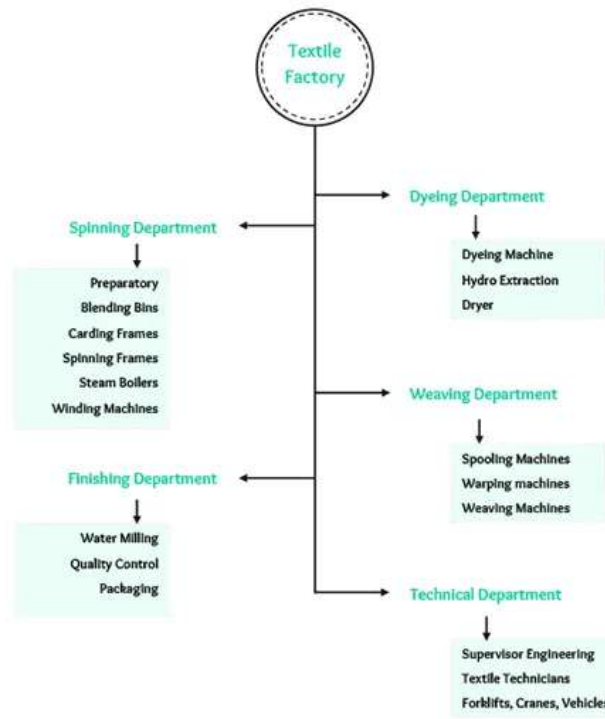 Textile
Factory
Dyeing Department
Dyeing Machine
Hydro Extraction
Dryer
Spinning Department
Preparatory
Blending Bins
Carding Frames
Spinning Frames
Steam Boilers
Winding Machines
Weaving Department
Spooling Machines
Warping machines
Weaving Machines
Finishing Department
Water Milling
Quality Control
Packaging
Technical Department
Supervisor Engineering
Textile Technicians
Forklifts, Cranes, Vehicles